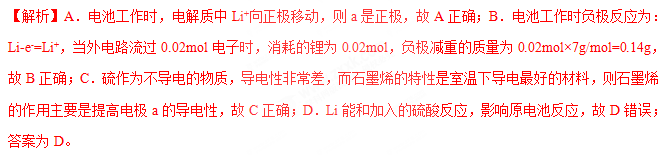 【解析】A．电池工作时，电解质中 Li⁺向正极移动，则 a 是正极，故 A 正确；B．电池工作时负极反应为：
Li-e⁻=Li⁺，当外电路流过 0.02mol 电子时，消耗的锂为 0.02mol，负极减重的质量为 0.02mol×7g/mol=0.14g，
故 B 正确；C．硫作为不导电的物质，导电性非常差，而石墨烯的特性是室温下导电最好的材料，则石墨烯
的作用主要是提高电极 a 的导电性，故 C 正确；D．Li 能和加入的硫酸反应，影响原电池反应，故 D 错误；
答案为 D。